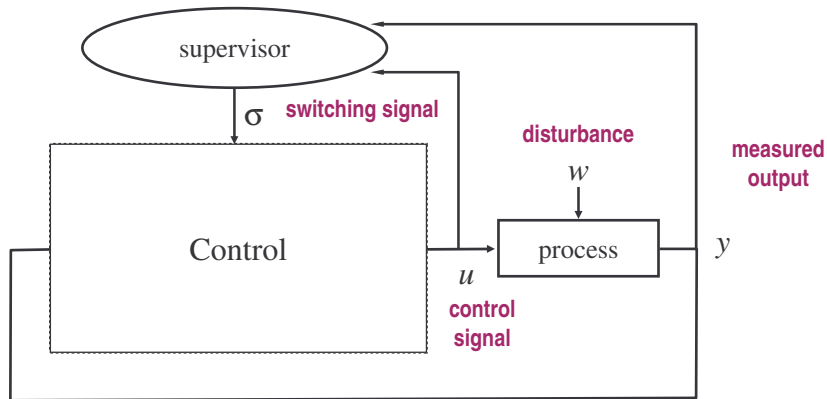 supervisor
σ
switching signal
disturbance
w
measured
output
Control
process
y
u
control
signal